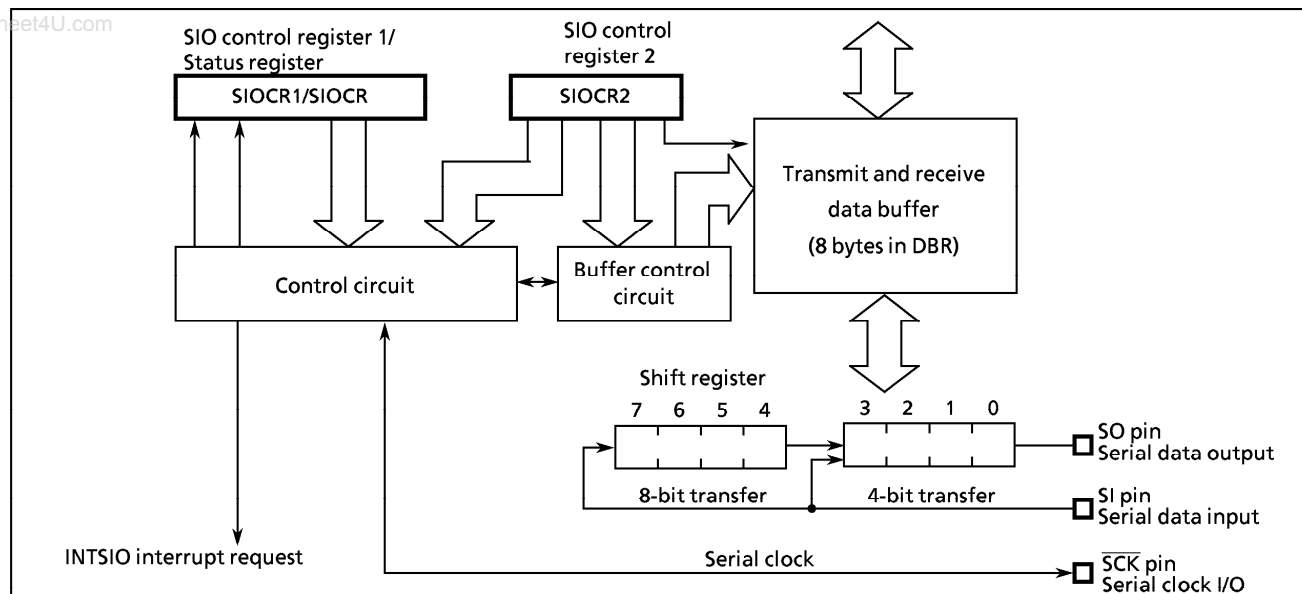 eet4U.com
SIO control register 1/
Status register
SIO control
register 2
SIOCR1/SIOCR
SIOCR2
Transmit and receive
data buffer
(8 bytes in DBR)
Control circuit
Buffer control
circuit
Shift register
7 6 5 4
3 2 1 0
SO pin
Serial data output
8-bit transfer
4-bit transfer
SI pin
Serial data input
INTSIO interrupt request
Serial clock
S̅C̅K̅ pin
Serial clock I/O